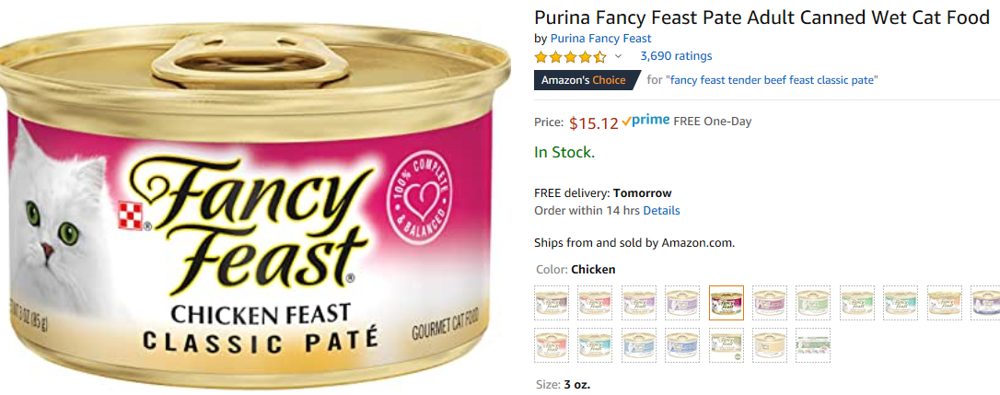 Fancy
Feast®
CHICKEN FEAST
CLASSIC PATÉ
100% COMPLETE
& BALANCED
GOURMET CAT FOOD
3 OZ (85 g)
Purina Fancy Feast Pate Adult Canned Wet Cat Food
by Purina Fancy Feast
3,690 ratings
Amazon's Choice for "fancy feast tender beef feast classic pate"
Price: $15.12 prime FREE One-Day
In Stock.
FREE delivery: Tomorrow
Order within 14 hrs Details
Ships from and sold by Amazon.com.
Color: Chicken
Size: 3 oz.